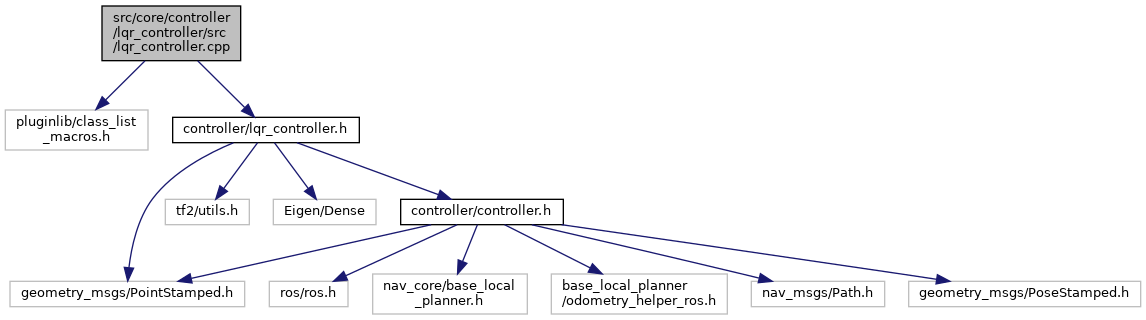 src/core/controller
/lqr_controller/src
/lqr_controller.cpp
pluginlib/class_list
_macros.h
controller/lqr_controller.h
tf2/utils.h
Eigen/Dense
controller/controller.h
geometry_msgs/PointStamped.h
ros/ros.h
nav_core/base_local
_planner.h
base_local_planner
/odometry_helper_ros.h
nav_msgs/Path.h
geometry_msgs/PoseStamped.h